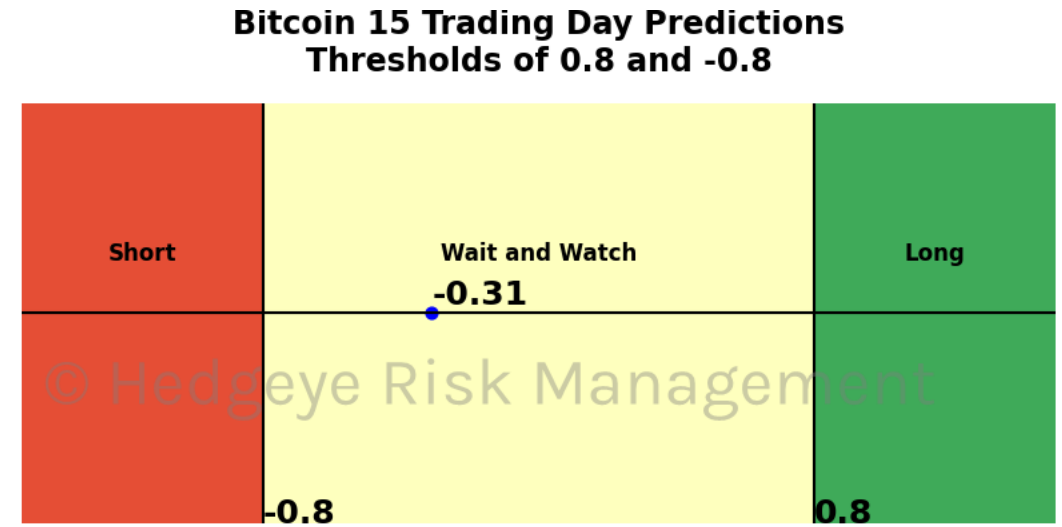 Bitcoin 15 Trading Day Predictions
Thresholds of 0.8 and -0.8
Short
Wait and Watch
Long
-0.31
© Hedgeye Risk Management
-0.8
0.8